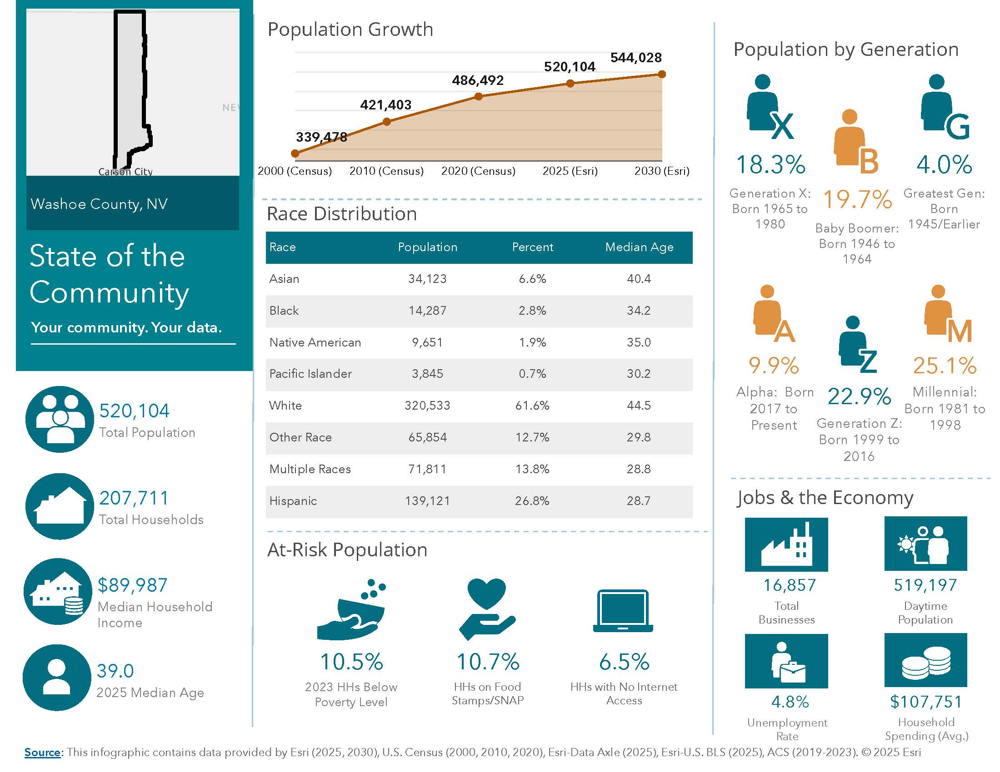 NEV
Carson City
Washoe County, NV
State of the
Community
Your community. Your data.
520,104
Total Population
207,711
Total Households
$89,987
Median Household
Income
39.0
2025 Median Age
Population Growth
339,478
421,403
486,492
520,104
544,028
2000 (Census)
2010 (Census)
2020 (Census)
2025 (Esri)
2030 (Esri)
Race Distribution
Race Population Percent Median Age
Asian 34,123 6.6% 40.4
Black 14,287 2.8% 34.2
Native American 9,651 1.9% 35.0
Pacific Islander 3,845 0.7% 30.2
White 320,533 61.6% 44.5
Other Race 65,854 12.7% 29.8
Multiple Races 71,811 13.8% 28.8
Hispanic 139,121 26.8% 28.7
At-Risk Population
10.5%
2023 HHs Below
Poverty Level
10.7%
HHs on Food
Stamps/SNAP
6.5%
HHs with No Internet
Access
Population by Generation
X
18.3%
Generation X:
Born 1965 to
1980
B
19.7%
Baby Boomer:
Born 1946 to
1964
G
4.0%
Greatest Gen:
Born
1945/Earlier
A
9.9%
Alpha: Born
2017 to
Present
Z
22.9%
Generation Z:
Born 1999 to
2016
M
25.1%
Millennial:
Born 1981 to
1998
Jobs & the Economy
16,857
Total
Businesses
519,197
Daytime
Population
4.8%
Unemployment
Rate
$107,751
Household
Spending (Avg.)
Source: This infographic contains data provided by Esri (2025, 2030), U.S. Census (2000, 2010, 2020), Esri-Data Axle (2025), Esri-U.S. BLS (2025), ACS (2019-2023). © 2025 Esri